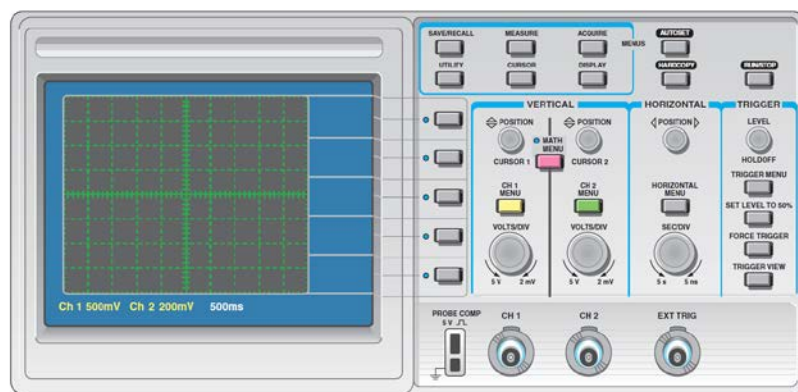 SAVE/RECALL MEASURE ACQUIRE AUTOSET
MENUS
UTILITY CURSOR DISPLAY HARDCOPY RUN/STOP
VERTICAL HORIZONTAL TRIGGER
POSITION POSITION POSITION LEVEL
MATH
MENU
CURSOR 1 CURSOR 2 HOLDOFF
TRIGGER MENU
CH 1
MENU
CH 2
MENU
HORIZONTAL
MENU
SET LEVEL TO 50%
VOLTS/DIV VOLTS/DIV SEC/DIV
FORCE TRIGGER
TRIGGER VIEW
5 V 2 mV 5 V 2 mV 5 s 5 ns
Ch 1 500mV Ch 2 200mV 500ms
PROBE COMP
5 V
CH 1 CH 2 EXT TRIG